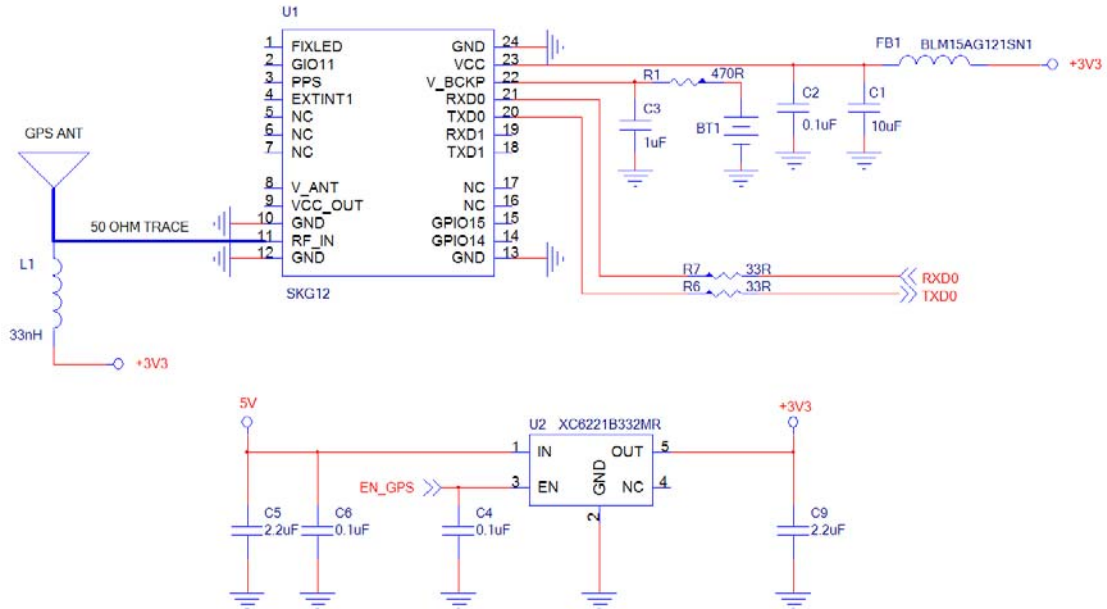 U1
1 FIXLED
2 GIO11
3 PPS
4 EXTINT1
5 NC
6 NC
7 NC
8 V_ANT
9 VCC_OUT
10 GND
11 RF_IN
12 GND
GND 24
VCC 23
V_BCKP 22
RXD0 21
TXD0 20
RXD1 19
TXD1 18
NC 17
NC 16
GPIO15 15
GPIO14 14
GND 13
SKG12
GPS ANT
50 OHM TRACE
L1
33nH
+3V3
FB1 BLM15AG121SN1
+3V3
R1 470R
C3
1uF
BT1
C2
0.1uF
C1
10uF
R7 33R
RXD0
R6 33R
TXD0
5V
U2 XC6221B332MR
+3V3
1 IN
OUT 5
EN_GPS
3 EN
GND
NC 4
2
C5
2.2uF
C6
0.1uF
C4
0.1uF
C9
2.2uF